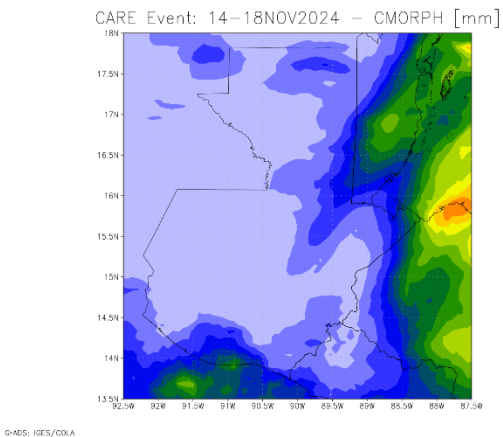 CARE Event: 14-18NOV2024 - CMORPH [mm]
18N
17.5N
17N
16.5N
16N
15.5N
15N
14.5N
14N
13.5N
92.5W 92W 91.5W 91W 90.5W 90W 89.5W 89W 88.5W 88W 87.5W
GrADS: IGES/COLA